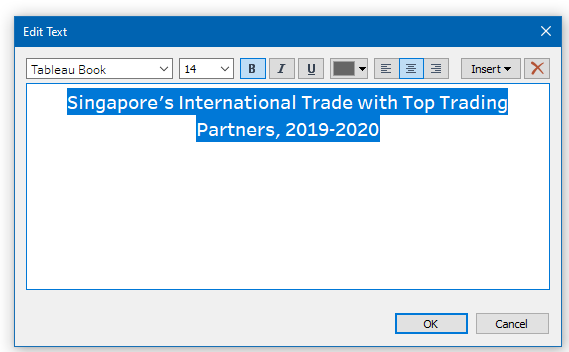 Edit Text
Tableau Book 14 B I U Insert
Singapore's International Trade with Top Trading
Partners, 2019-2020
OK Cancel